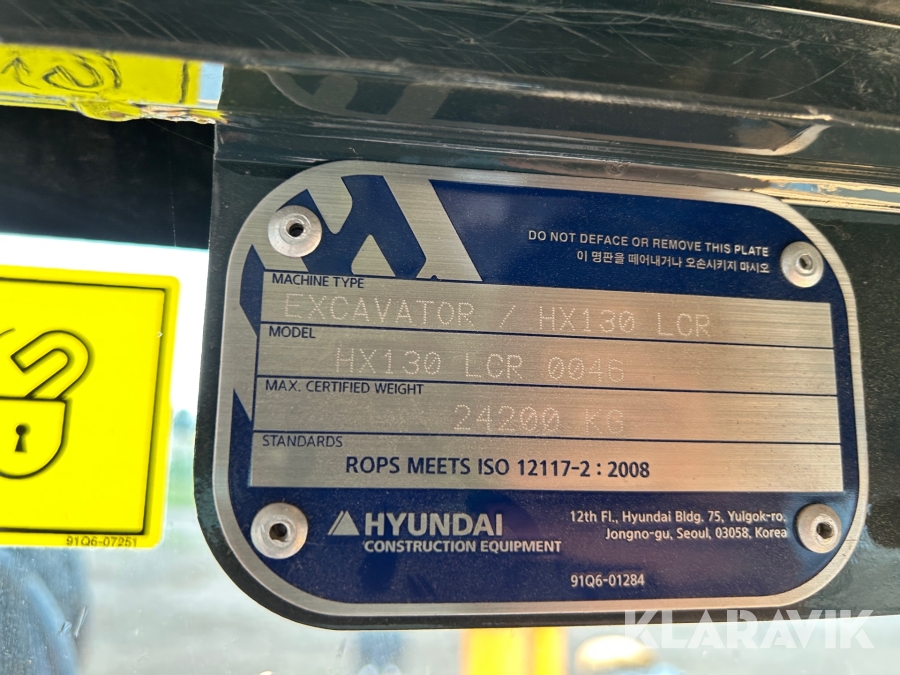 DO NOT DEFACE OR REMOVE THIS PLATE
이 명판을 떼어내거나 오손시키지 마시오
MACHINE TYPE
EXCAVATOR / HX130 LCR
MODEL
HX130 LCR 0046
MAX. CERTIFIED WEIGHT
24200 KG
STANDARDS
ROPS MEETS ISO 12117-2 : 2008
HYUNDAI
CONSTRUCTION EQUIPMENT
12th Fl., Hyundai Bldg. 75, Yulgok-ro,
Jongno-gu, Seoul, 03058, Korea
91Q6-01284
91Q6-07251
KLARAVIK